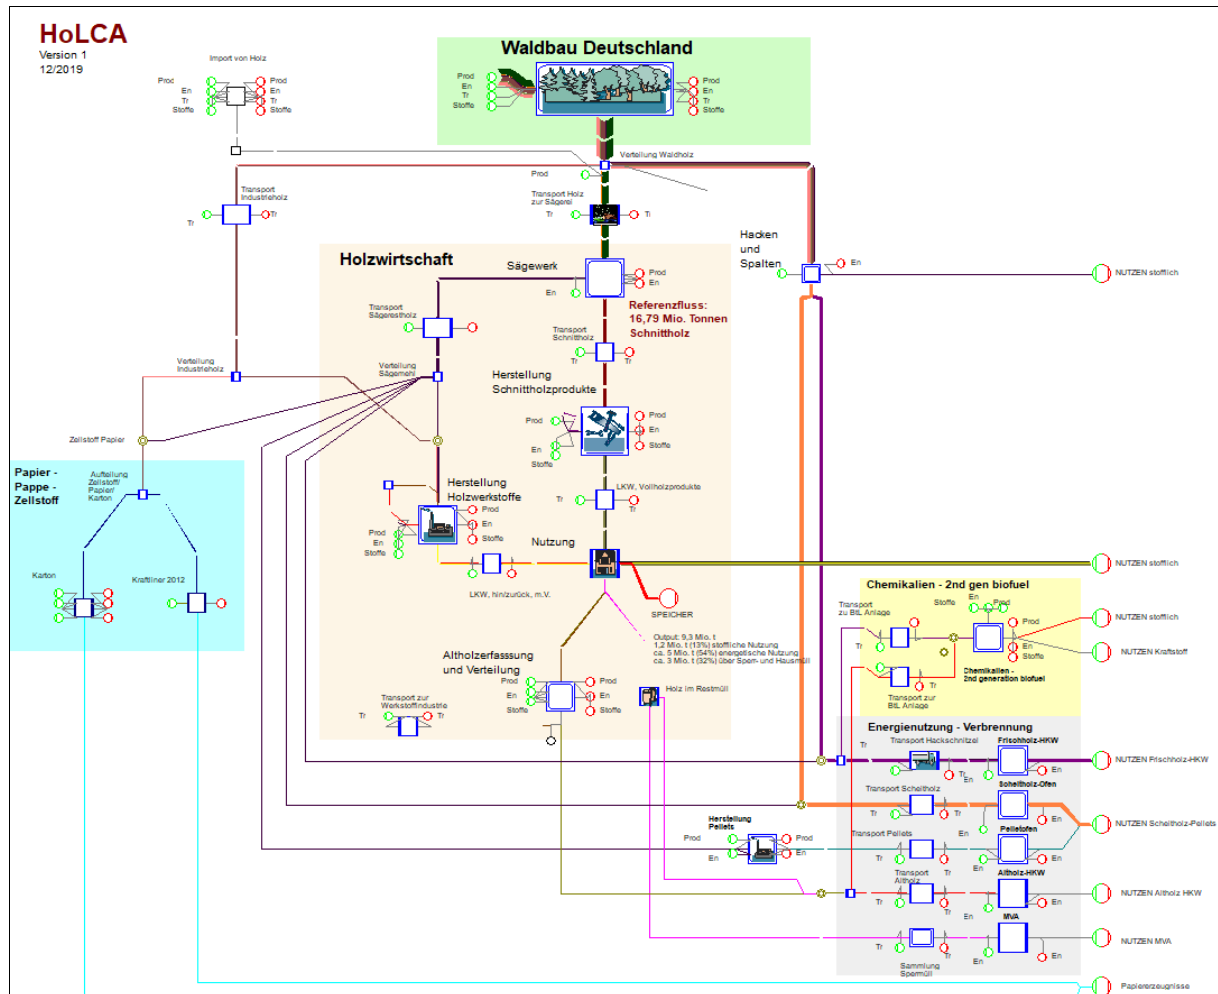 HoLCA
Version 1
12/2019
Import von Holz
Prod
En
Tr
Stoffe
Prod
En
Tr
Stoffe
Waldbau Deutschland
Prod
En
Tr
Stoffe
Prod
En
Tr
Stoffe
Verteilung Waldholz
Prod
Transport
Industrieholz
Tr
Tr
Transport Holz
zur Sägerei
Tr
Hacken
und
Spalten
En
NUTZEN stofflich
Holzwirtschaft
Sägewerk
Prod
En
En
Referenzfluss:
16,79 Mio. Tonnen
Schnittholz
Transport
Sägerestholz
Transport
Schnittholz
Tr
Tr
Verteilung
Industrieholz
Verteilung
Sägemehl
Herstellung
Schnittholzprodukte
Prod
En
Stoffe
Prod
En
Stoffe
Zellstoff Papier
Papier -
Pappe -
Zellstoff
Aufteilung
Zellstoff/
Papier/
Karton
Herstellung
Holzwerkstoffe
Prod
En
Stoffe
Prod
En
Stoffe
LKW, Vollholzprodukte
Tr
Tr
Nutzung
NUTZEN stofflich
Karton
Kraftliner 2012
LKW, hin/zurück, m.V.
SPEICHER
Chemikalien - 2nd gen biofuel
Transport
zu BtL Anlage
Stoffe
En
Prod
Prod
En
Stoffe
Tr
NUTZEN stofflich
NUTZEN Kraftstoff
Chemikalien -
2nd generation biofuel
Tr
Transport zur
BtL Anlage
Output: 9,3 Mio. t
1,2 Mio. t (13%) stoffliche Nutzung
ca. 5 Mio. t (54%) energetische Nutzung
ca. 3 Mio. t (32%) über Sperr- und Hausmüll
Altholzerfasssung
und Verteilung
Prod
En
Stoffe
Prod
En
Stoffe
Holz im Restmüll
Transport zur
Werkstoffindustrie
Tr
Tr
Energienutzung - Verbrennung
Tr
Transport Hackschnitzel
Frischholz-HKW
Tr
En
En
NUTZEN Frischholz-HKW
Transport Scheitholz
Scheitholz-Ofen
Tr
Tr
En
En
NUTZEN Scheitholz-Pellets
Herstellung
Pellets
Prod
En
Prod
En
Transport Pellets
Pelletofen
Tr
Tr
En
En
Transport
Altholz
Altholz-HKW
Tr
Tr
En
En
NUTZEN Altholz HKW
MVA
Tr
Tr
En
En
NUTZEN MVA
Sammlung
Sperrmüll
Papiererzeugnisse